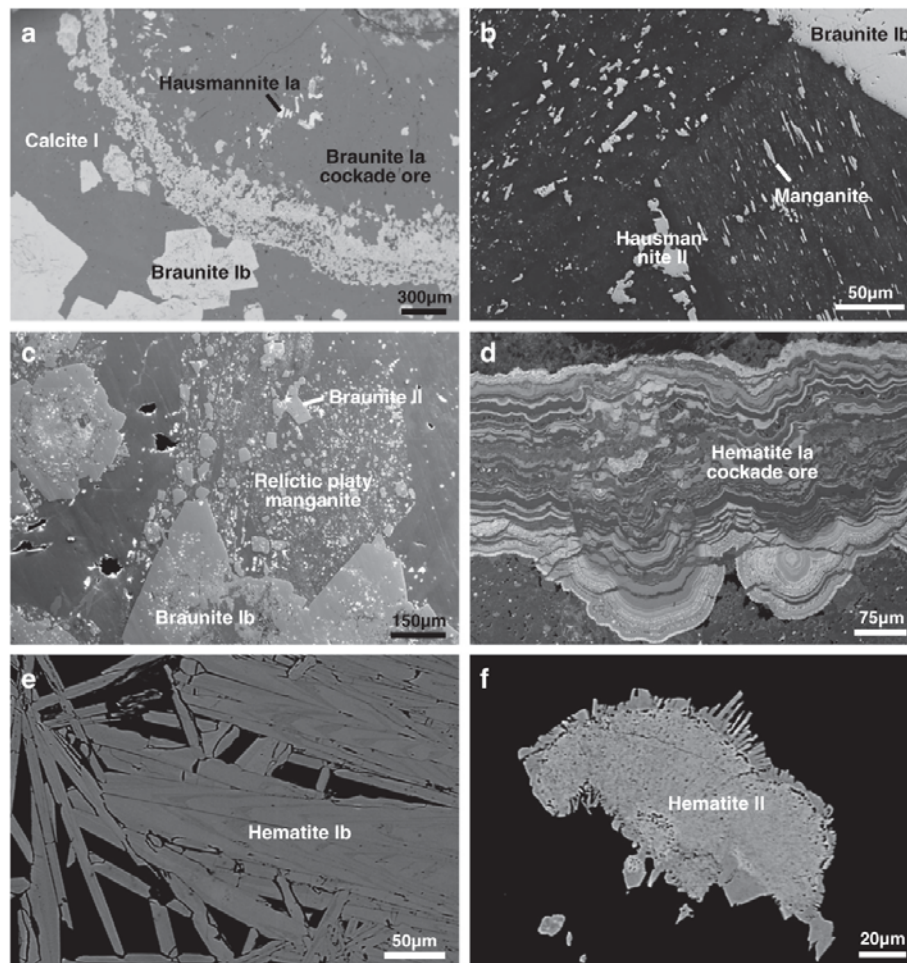 a
Hausmannite Ia
Calcite I
Braunite Ia
cockade ore
Braunite Ib
300µm
b
Braunite Ib
Manganite
Hausman-
nite II
50µm
c
Braunite II
Relictic platy
manganite
Braunite Ib
150µm
d
Hematite Ia
cockade ore
75µm
e
Hematite Ib
50µm
f
Hematite II
20µm